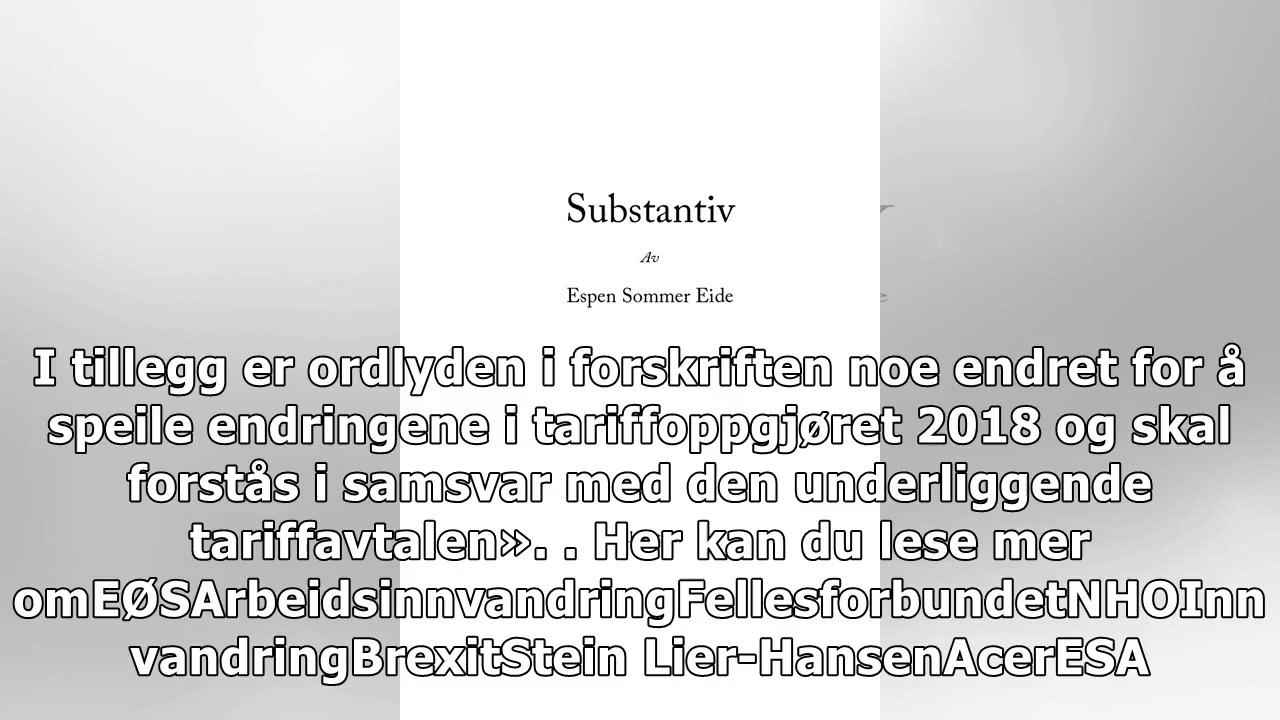 Substantiv
Av
Espen Sommer Eide
I tillegg er ordlyden i forskriften noe endret for å
speile endringene i tariffoppgjøret 2018 og skal
forstås i samsvar med den underliggende
tariffavtalen». . Her kan du lese mer
omEØSArbeidsinnvandringFellesforbundetNHOInn
vandringBrexitStein Lier-HansenAcerESA